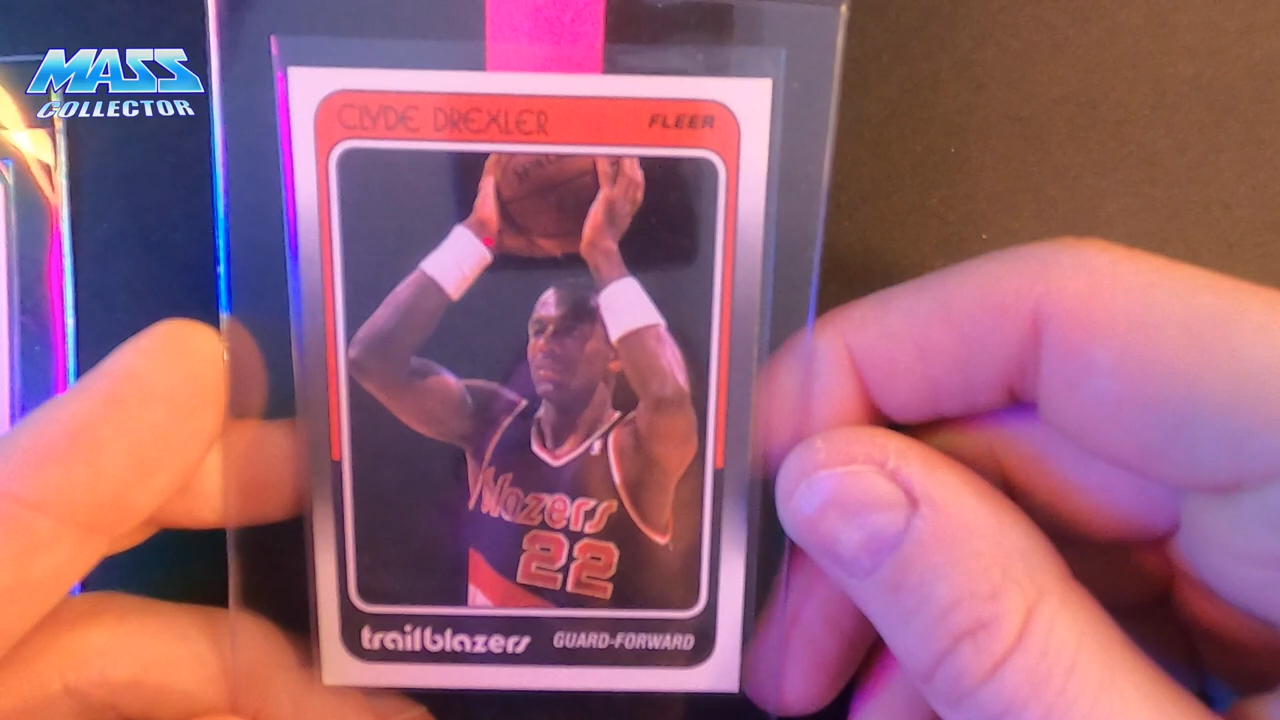 MASS
COLLECTOR
CLYDE DREXLER
FLEER
blazers
22
trailblazers
GUARD-FORWARD